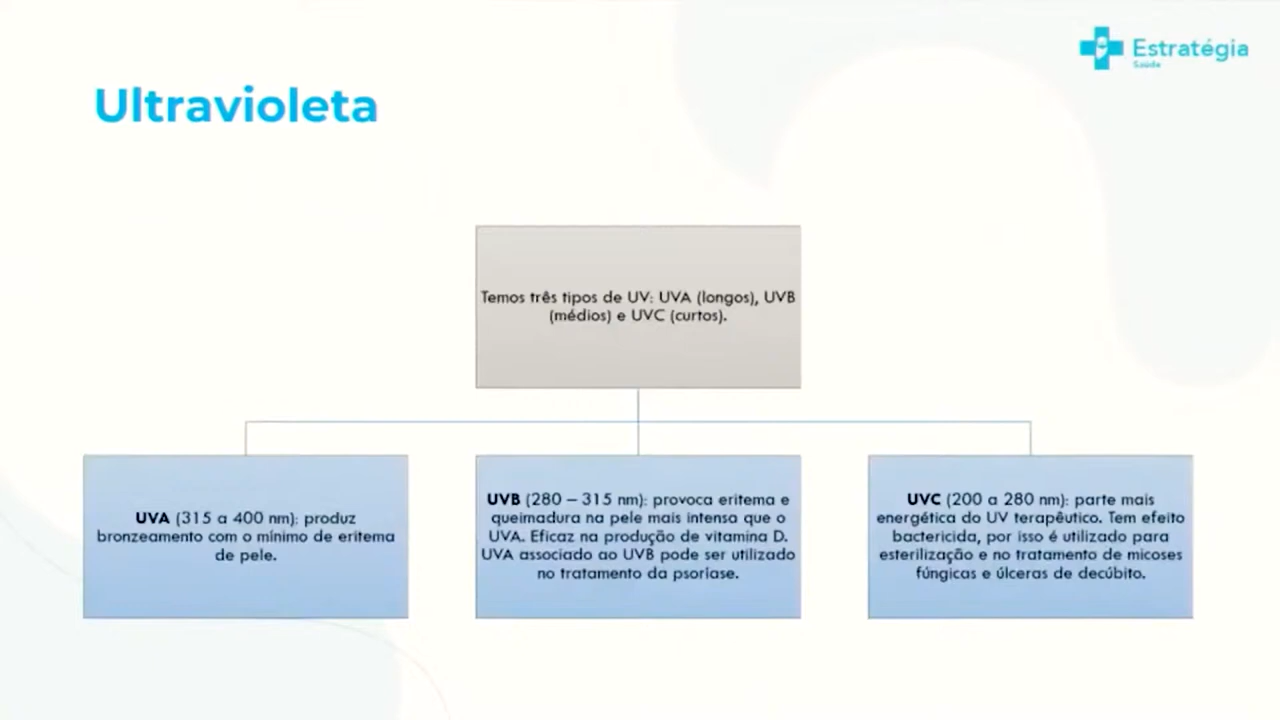 Estratégia
Saúde
Ultravioleta
Temos três tipos de UV: UVA (longos), UVB
(médios) e UVC (curtos).
UVA (315 a 400 nm): produz
bronzeamento com o mínimo de eritema
de pele.
UVB (280 – 315 nm): provoca eritema e
queimadura na pele mais intensa que o
UVA. Eficaz na produção de vitamina D.
UVA associado ao UVB pode ser utilizado
no tratamento da psoríase.
UVC (200 a 280 nm): parte mais
energética do UV terapêutico. Tem efeito
bactericida, por isso é utilizado para
esterilização e no tratamento de micoses
fúngicas e úlceras de decúbito.